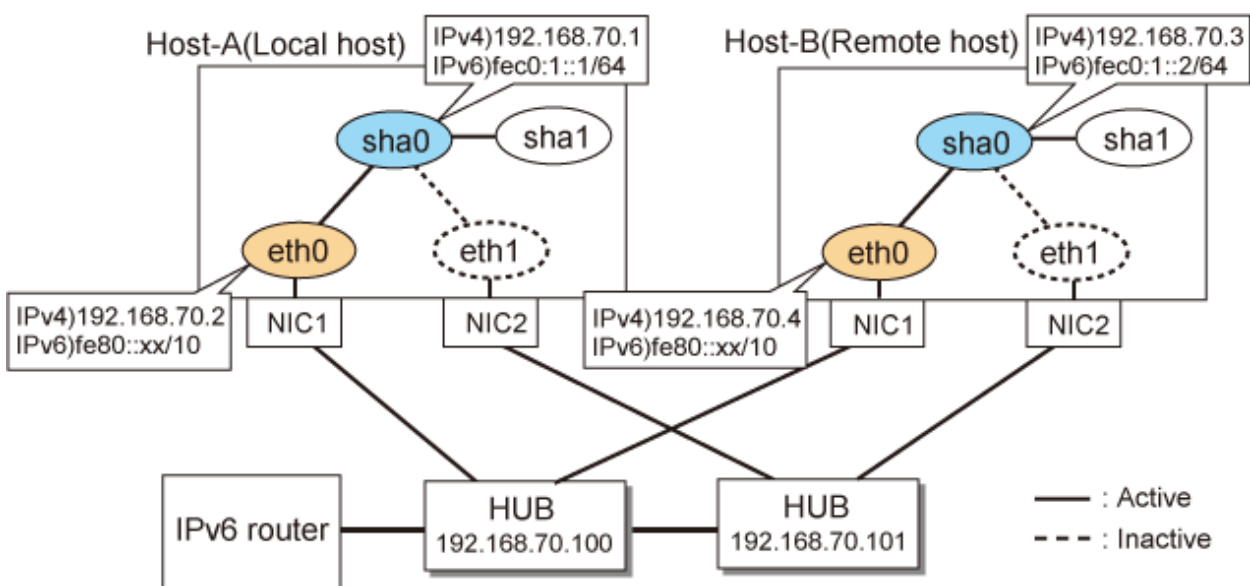 Host-A(Local host)
IPv4)192.168.70.1
IPv6)fec0:1::1/64
Host-B(Remote host)
IPv4)192.168.70.3
IPv6)fec0:1::2/64
sha0
sha1
sha0
sha1
eth0
eth1
eth0
eth1
IPv4)192.168.70.2
IPv6)fe80::xx/10
NIC1
NIC2
IPv4)192.168.70.4
IPv6)fe80::xx/10
NIC1
NIC2
IPv6 router
HUB
192.168.70.100
HUB
192.168.70.101
: Active
: Inactive